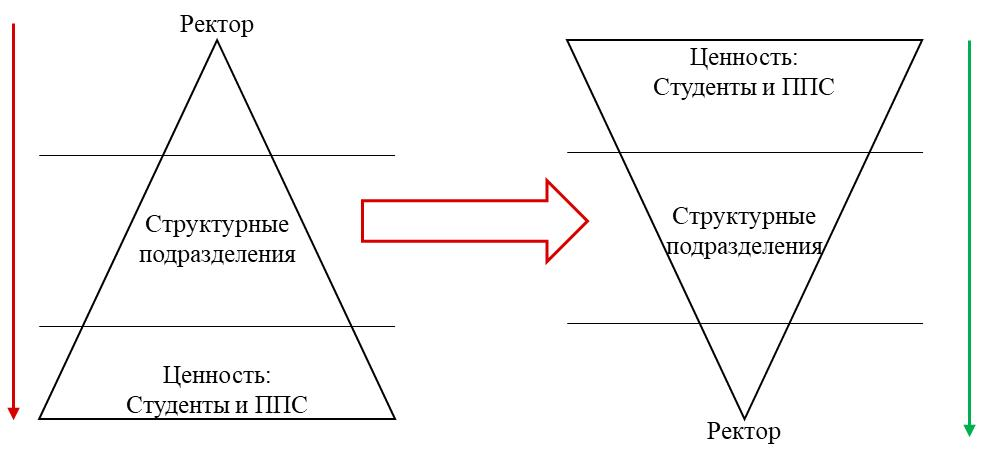 Ректор
Структурные
подразделения
Ценность:
Студенты и ППС
Ценность:
Студенты и ППС
Структурные
подразделения
Ректор